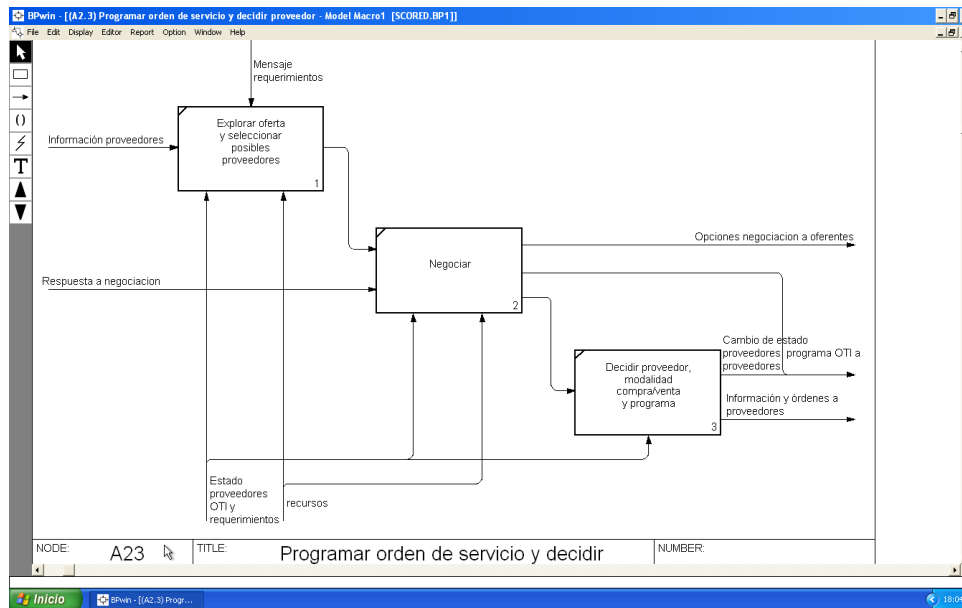 BPwin - [(A2.3) Programar orden de servicio y decidir proveedor - Model Macro1 [SCORED.BP1]]
File Edit Display Editor Report Option Window Help
Mensaje
requerimientos
Información proveedores
Explorar oferta
y seleccionar
posibles
proveedores
1
Respuesta a negociacion
Negociar
2
Opciones negociacion a oferentes
Cambio de estado
proveedores programa OTI a
proveedores
Decidir proveedor,
modalidad
compra/venta
y programa
3
Información y órdenes a
proveedores
Estado
proveedores
OTI y
requerimientos
recursos
NODE:
A23
TITLE:
Programar orden de servicio y decidir
NUMBER:
Inicio
BPwin - [(A2.3) Progr...
18:04
( )
T